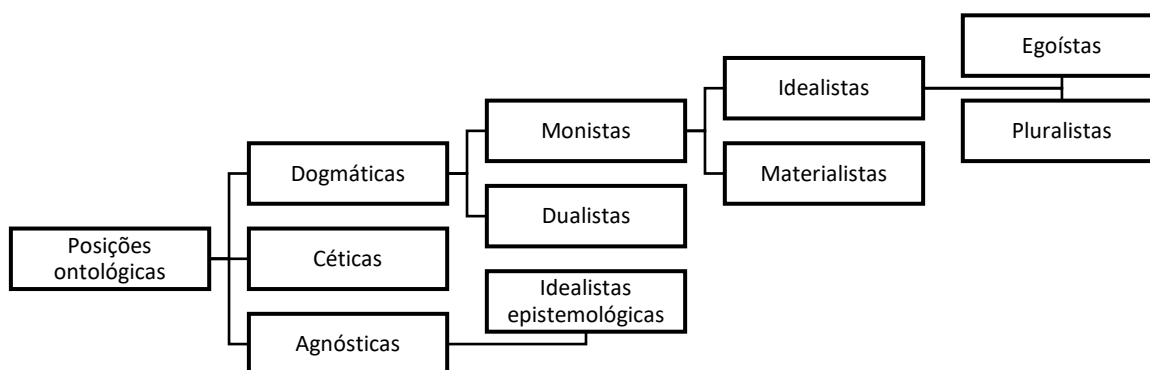 Egoístas
Idealistas
Monistas
Pluralistas
Dogmáticas
Materialistas
Dualistas
Posições
ontológicas
Céticas
Idealistas
epistemológicas
Agnósticas